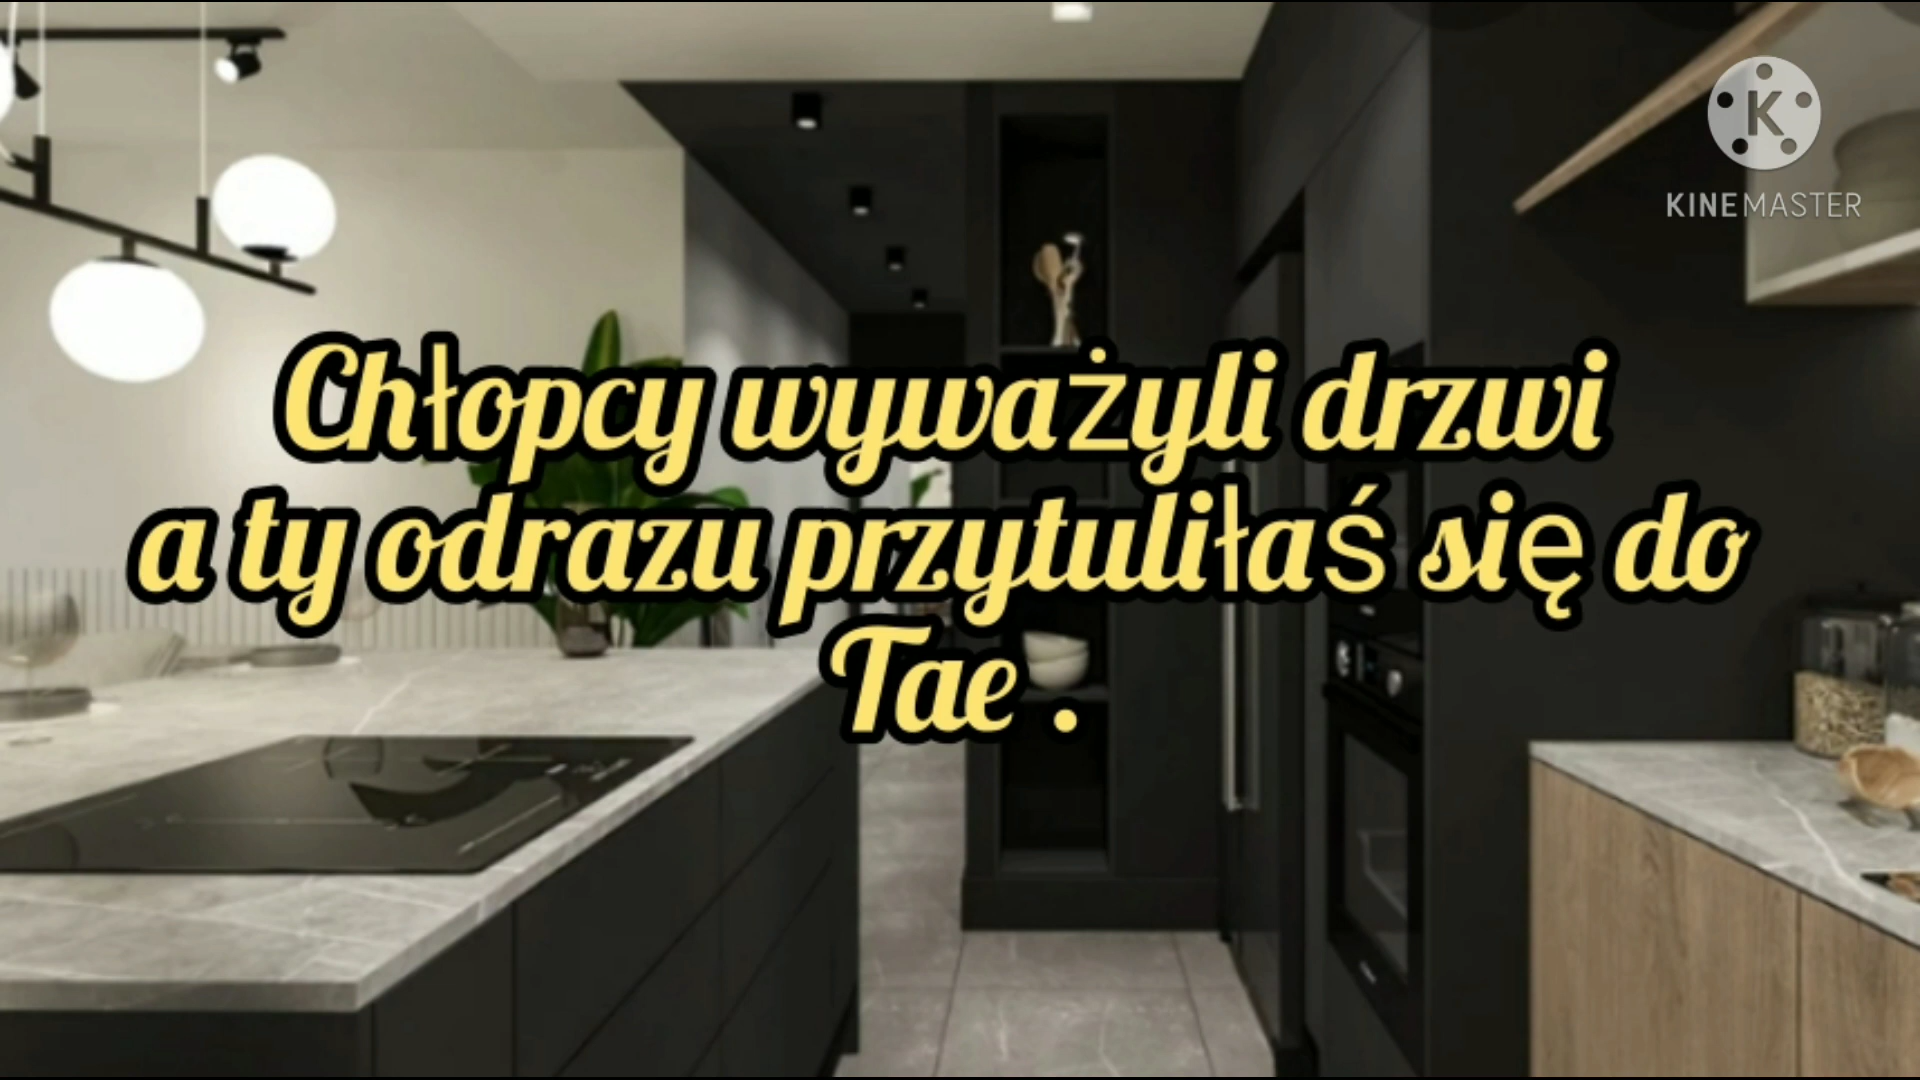 K
KINEMASTER
Chłopcy wyważyli drzwi
a ty odrazu przytuliłaś się do
Tae .